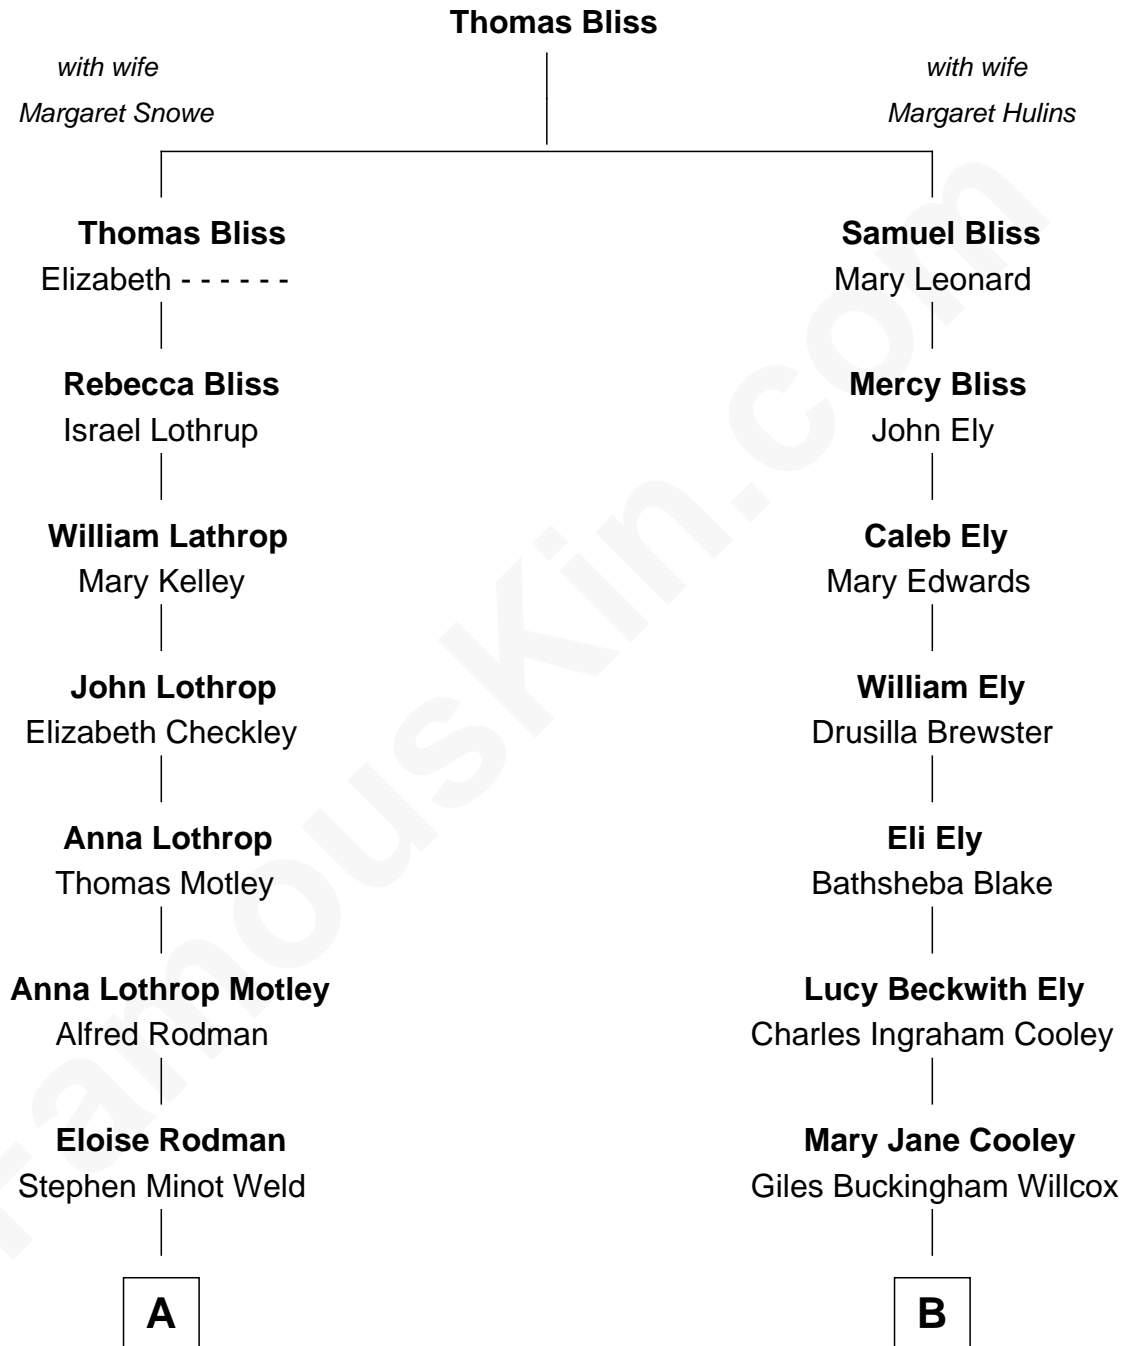 Thomas Bliss
with wife
Margaret Snowe
with wife
Margaret Hulins
Thomas Bliss
Elizabeth - - - - - -
Samuel Bliss
Mary Leonard
Rebecca Bliss
Israel Lothrup
Mercy Bliss
John Ely
William Lathrop
Mary Kelley
Caleb Ely
Mary Edwards
John Lothrop
Elizabeth Checkley
William Ely
Drusilla Brewster
Anna Lothrop
Thomas Motley
Eli Ely
Bathsheba Blake
Anna Lothrop Motley
Alfred Rodman
Lucy Beckwith Ely
Charles Ingraham Cooley
Eloise Rodman
Stephen Minot Weld
Mary Jane Cooley
Giles Buckingham Willcox
A
B
FamousKin.com